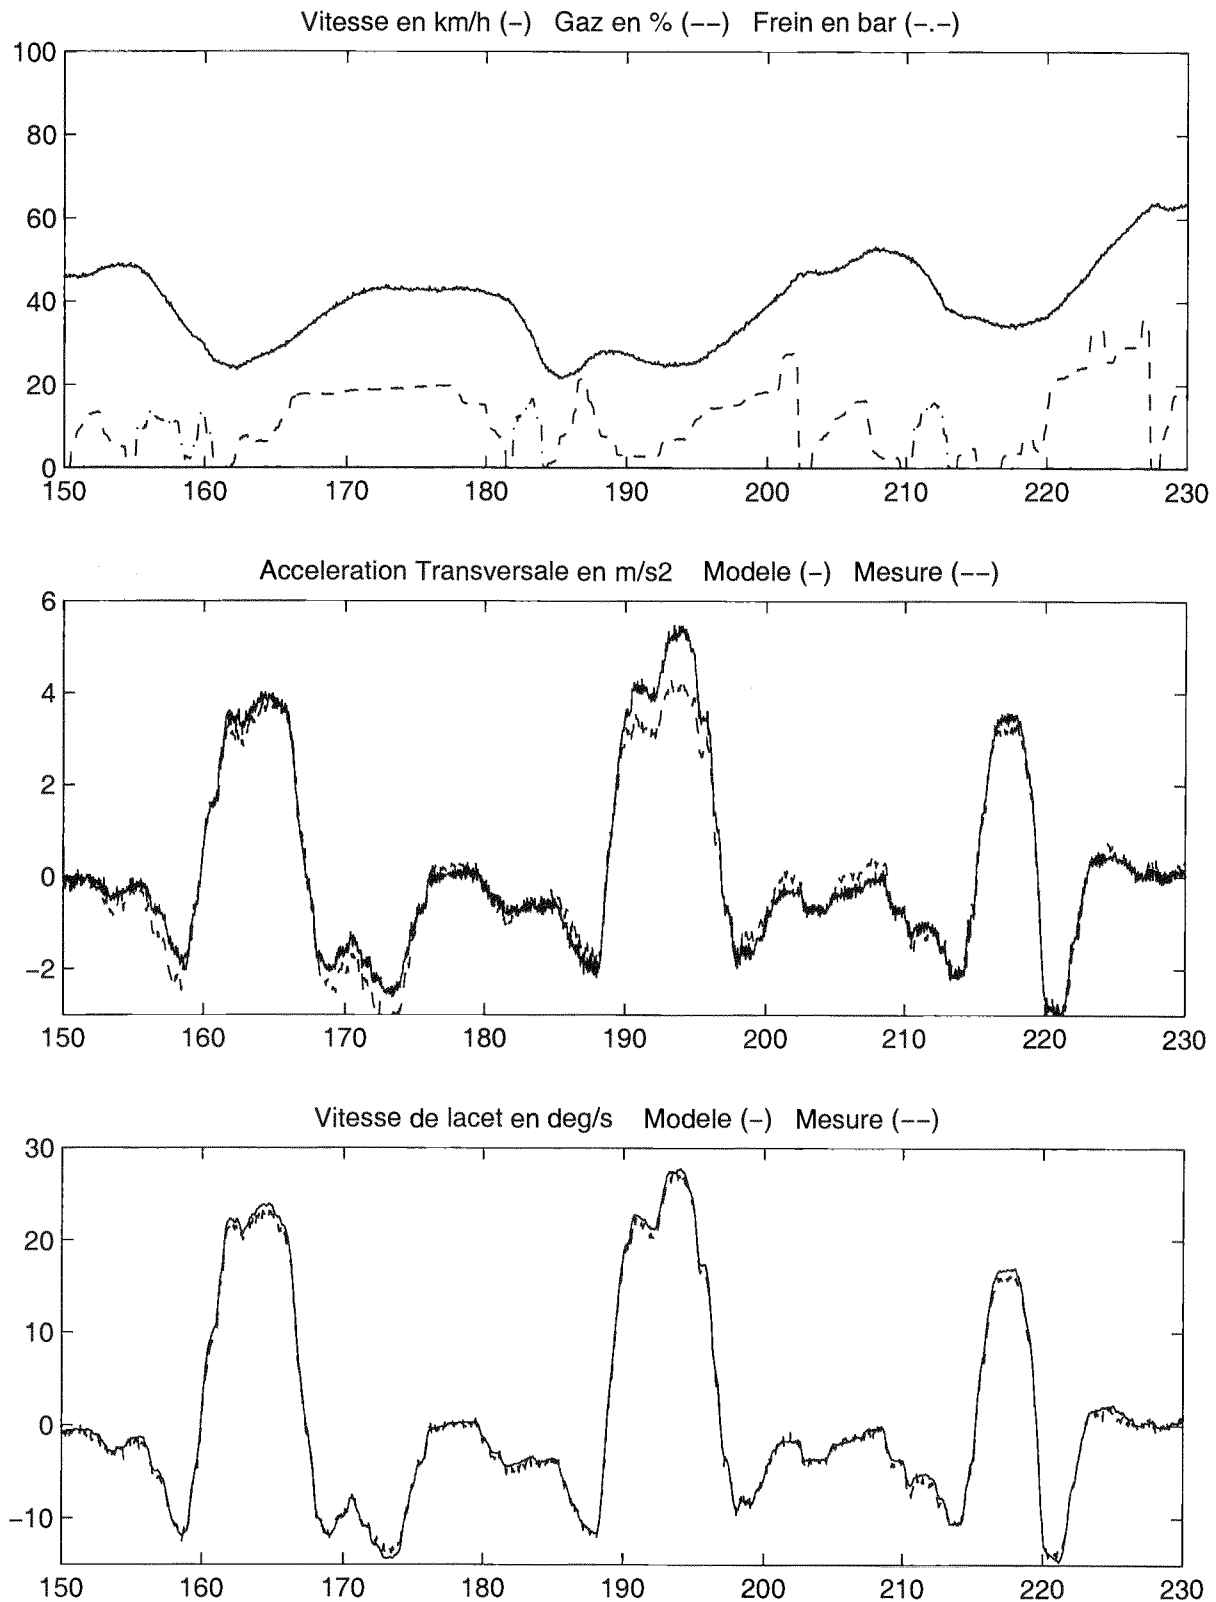 Vitesse en km/h (-) Gaz en % (--) Frein en bar (-.-)
100
80
60
40
20
0
150 160 170 180 190 200 210 220 230
Acceleration Transversale en m/s2 Modele (-) Mesure (--)
6
4
2
0
-2
150 160 170 180 190 200 210 220 230
Vitesse de lacet en deg/s Modele (-) Mesure (--)
30
20
10
0
-10
150 160 170 180 190 200 210 220 230